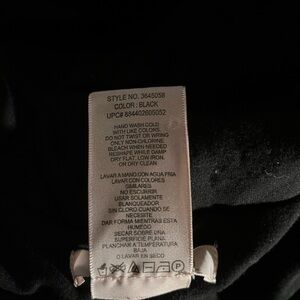 STYLE NO. 3645058
COLOR: BLACK
UPC# 884402605052
HAND WASH COLD
WITH LIKE COLORS.
DO NOT TWIST OR WRING
ONLY NON-CHLORINE
BLEACH WHEN NEEDED
RESHAPE WHILE DAMP
DRY FLAT, LOW IRON,
OR DRY CLEAN
LAVAR A MANO CON AGUA FRIA
LAVAR CON COLORES
SIMILARES
NO ESCURRIR
USAR SOLAMENTE
BLANQUEADOR
SIN CLORO CUANDO SE
NECESITE
DAR FORMA MIENTRAS ESTA
HUMEDO
SECAR SOBRE UNA
SUPERFICIE PLANA
PLANCHAR A TEMPERATURA
BAJA
O LAVAR EN SECO